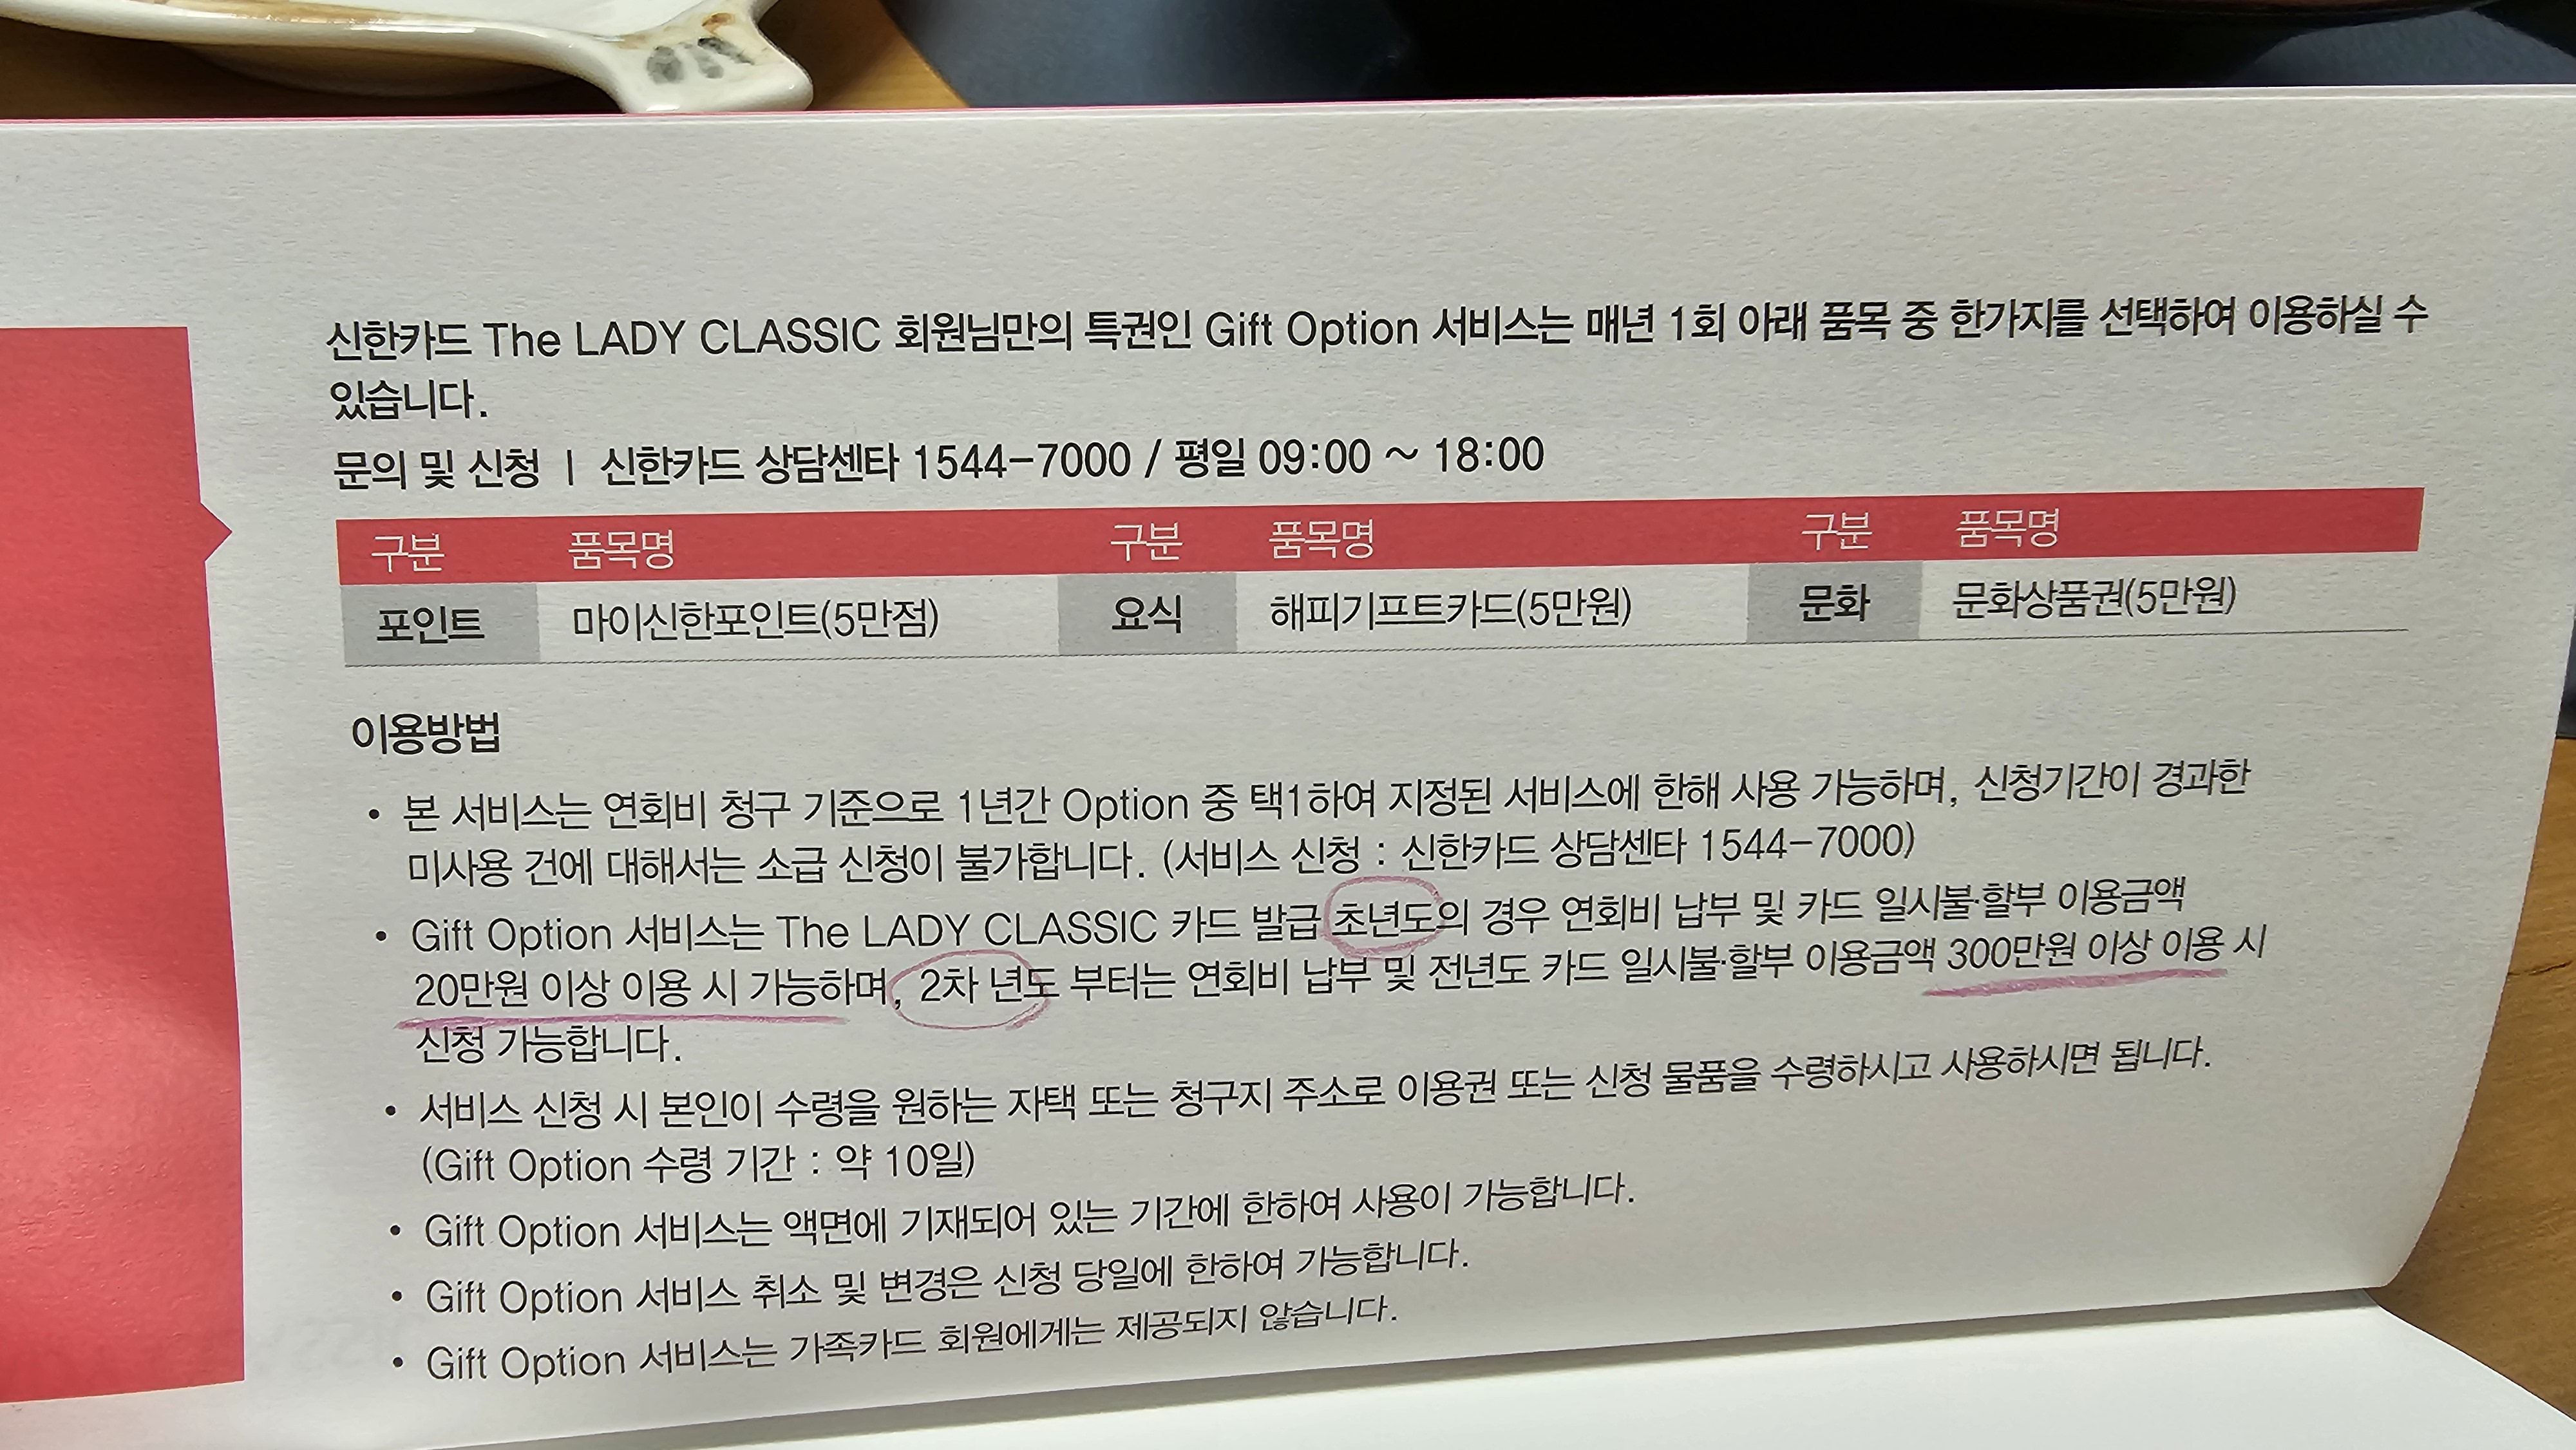 신한카드 The LADY CLASSIC 회원님만의 특권인 Gift Option 서비스는 매년 1회 아래 품목 중 한가지를 선택하여 이용하실 수
있습니다.
문의 및 신청 | 신한카드 상담센타 1544-7000 / 평일 09:00 ~ 18:00
구분 품목명 구분 품목명 구분 품목명
포인트 마이신한포인트(5만점) 요식 해피기프트카드(5만원) 문화 문화상품권(5만원)
이용방법
• 본 서비스는 연회비 청구 기준으로 1년간 Option 중 택1하여 지정된 서비스에 한해 사용 가능하며, 신청기간이 경과한
미사용 건에 대해서는 소급 신청이 불가합니다. (서비스 신청 : 신한카드 상담센타 1544-7000)
• Gift Option 서비스는 The LADY CLASSIC 카드 발급 초년도의 경우 연회비 납부 및 카드 일시불·할부 이용금액
20만원 이상 이용 시 가능하며, 2차 년도 부터는 연회비 납부 및 전년도 카드 일시불·할부 이용금액 300만원 이상 이용 시
신청 가능합니다.
• 서비스 신청 시 본인이 수령을 원하는 자택 또는 청구지 주소로 이용권 또는 신청 물품을 수령하시고 사용하시면 됩니다.
(Gift Option 수령 기간 : 약 10일)
• Gift Option 서비스는 액면에 기재되어 있는 기간에 한하여 사용이 가능합니다.
• Gift Option 서비스 취소 및 변경은 신청 당일에 한하여 가능합니다.
• Gift Option 서비스는 가족카드 회원에게는 제공되지 않습니다.